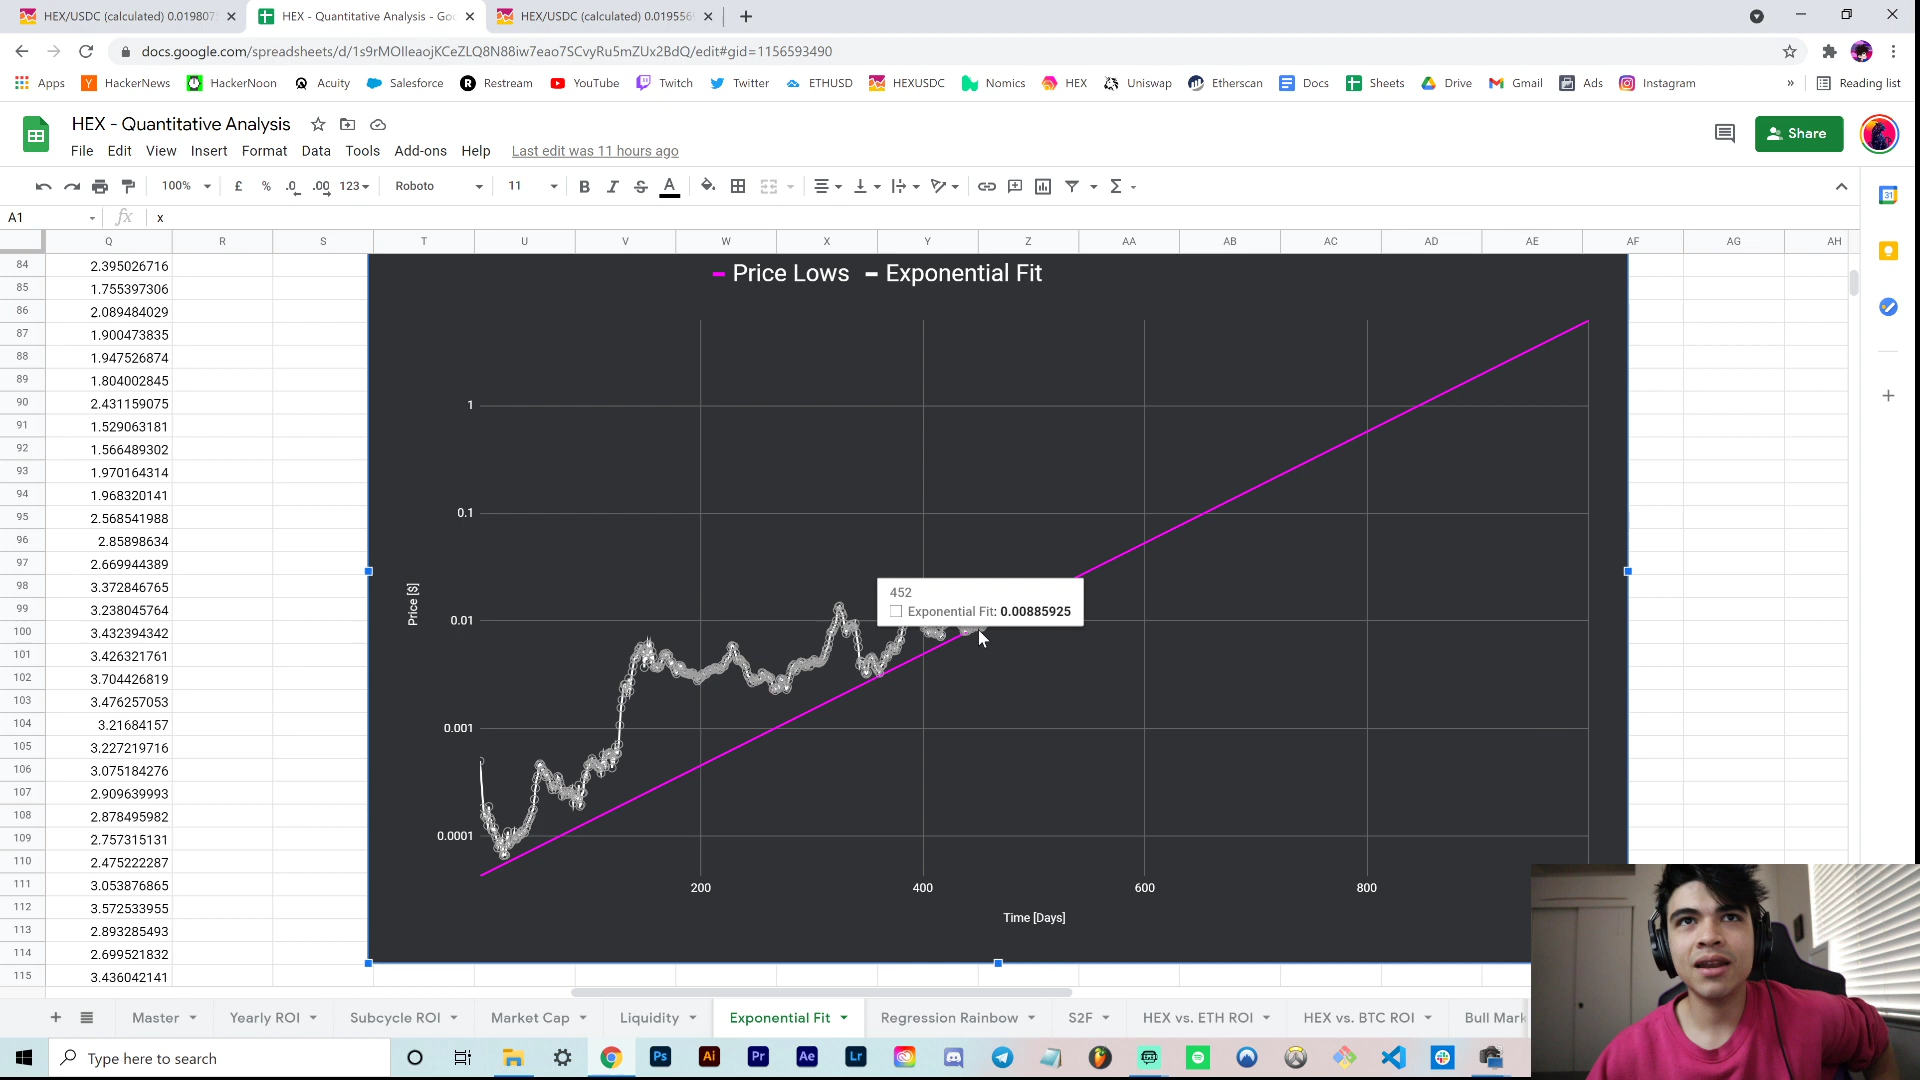 HEX/USDC (calculated) 0.019807
HEX - Quantitative Analysis - Goo
HEX/USDC (calculated) 0.019556
docs.google.com/spreadsheets/d/1s9rMOIleaojKCeZLQ8N88iw7eao7SCvyRu5mZUx2BdQ/edit#gid=1156593490
Apps HackerNews HackerNoon Acuity Salesforce Restream YouTube Twitch Twitter ETHUSD HEXUSDC Nomics HEX Uniswap Etherscan Docs Sheets Drive Gmail Ads Instagram » Reading list
HEX - Quantitative Analysis
Share
File Edit View Insert Format Data Tools Add-ons Help Last edit was 11 hours ago
100% £ % .0 .00 123 Roboto 11 B I S A
31
A1 fx x
Q R S T U V W X Y Z AA AB AC AD AE AF AG AH
84 2.395026716
85 1.755397306
86 2.089484029
87 1.900473835
88 1.947526874
89 1.804002845
90 2.431159075
91 1.529063181
92 1.566489302
93 1.970164314
94 1.968320141
95 2.568541988
96 2.85898634
97 2.669944389
98 3.372846765
99 3.238045764
100 3.432394342
101 3.426321761
102 3.704426819
103 3.476257053
104 3.21684157
105 3.227219716
106 3.075184276
107 2.909639993
108 2.878495982
109 2.757315131
110 2.475222287
111 3.053876865
112 3.572533955
113 2.893285493
114 2.699521832
115 3.436042141
Price Lows Exponential Fit
1
0.1
0.01
0.001
0.0001
Price [$]
452
Exponential Fit: 0.00885925
200 400 600 800
Time [Days]
Master Yearly ROI Subcycle ROI Market Cap Liquidity Exponential Fit Regression Rainbow S2F HEX vs. ETH ROI HEX vs. BTC ROI Bull Mark
Type here to search
Ps Ai Pr Ae Lr